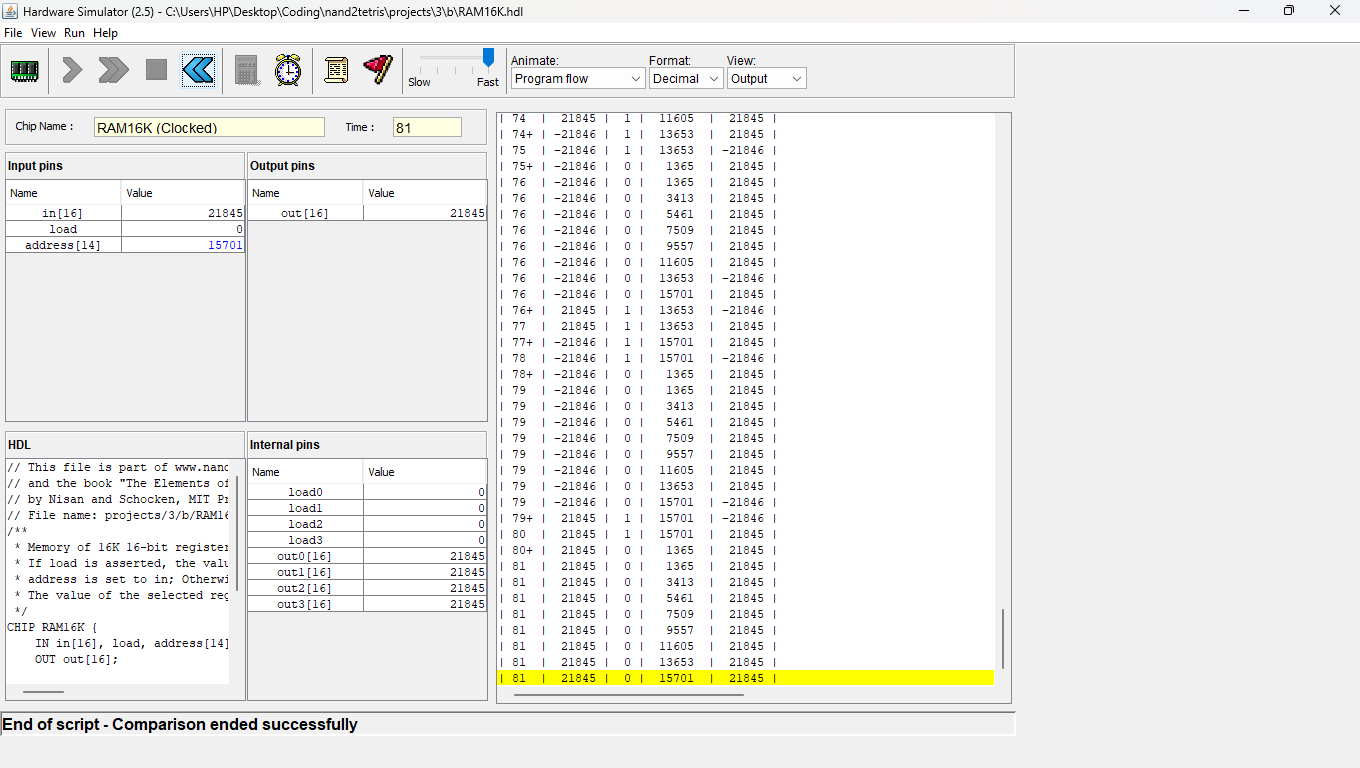 Hardware Simulator (2.5) - C:\Users\HP\Desktop\Coding\nand2tetris\projects\3\b\RAM16K.hdl
File View Run Help
Slow Fast
Animate: Format: View:
Program flow Decimal Output
Chip Name : RAM16K (Clocked) Time : 81
Input pins
Name Value
in[16] 21845
load 0
address[14] 15701
Output pins
Name Value
out[16] 21845
HDL
// This file is part of www.nand
// and the book "The Elements of
// by Nisan and Schocken, MIT Pr
// File name: projects/3/b/RAM16
/**
* Memory of 16K 16-bit register
* If load is asserted, the valu
* address is set to in; Otherwi
* The value of the selected reg
*/
CHIP RAM16K {
IN in[16], load, address[14]
OUT out[16];
Internal pins
Name Value
load0 0
load1 0
load2 0
load3 0
out0[16] 21845
out1[16] 21845
out2[16] 21845
out3[16] 21845
| 74 | 21845 | 1 | 11605 | 21845 |
| 74+ | -21846 | 1 | 13653 | 21845 |
| 75 | -21846 | 1 | 13653 | -21846 |
| 75+ | -21846 | 0 | 1365 | 21845 |
| 76 | -21846 | 0 | 1365 | 21845 |
| 76 | -21846 | 0 | 3413 | 21845 |
| 76 | -21846 | 0 | 5461 | 21845 |
| 76 | -21846 | 0 | 7509 | 21845 |
| 76 | -21846 | 0 | 9557 | 21845 |
| 76 | -21846 | 0 | 11605 | 21845 |
| 76 | -21846 | 0 | 13653 | -21846 |
| 76 | -21846 | 0 | 15701 | 21845 |
| 76+ | 21845 | 1 | 13653 | -21846 |
| 77 | 21845 | 1 | 13653 | 21845 |
| 77+ | -21846 | 1 | 15701 | 21845 |
| 78 | -21846 | 1 | 15701 | -21846 |
| 78+ | -21846 | 0 | 1365 | 21845 |
| 79 | -21846 | 0 | 1365 | 21845 |
| 79 | -21846 | 0 | 3413 | 21845 |
| 79 | -21846 | 0 | 5461 | 21845 |
| 79 | -21846 | 0 | 7509 | 21845 |
| 79 | -21846 | 0 | 9557 | 21845 |
| 79 | -21846 | 0 | 11605 | 21845 |
| 79 | -21846 | 0 | 13653 | 21845 |
| 79 | -21846 | 0 | 15701 | -21846 |
| 79+ | 21845 | 1 | 15701 | -21846 |
| 80 | 21845 | 1 | 15701 | 21845 |
| 80+ | 21845 | 0 | 1365 | 21845 |
| 81 | 21845 | 0 | 1365 | 21845 |
| 81 | 21845 | 0 | 3413 | 21845 |
| 81 | 21845 | 0 | 5461 | 21845 |
| 81 | 21845 | 0 | 7509 | 21845 |
| 81 | 21845 | 0 | 9557 | 21845 |
| 81 | 21845 | 0 | 11605 | 21845 |
| 81 | 21845 | 0 | 13653 | 21845 |
| 81 | 21845 | 0 | 15701 | 21845 |
End of script - Comparison ended successfully